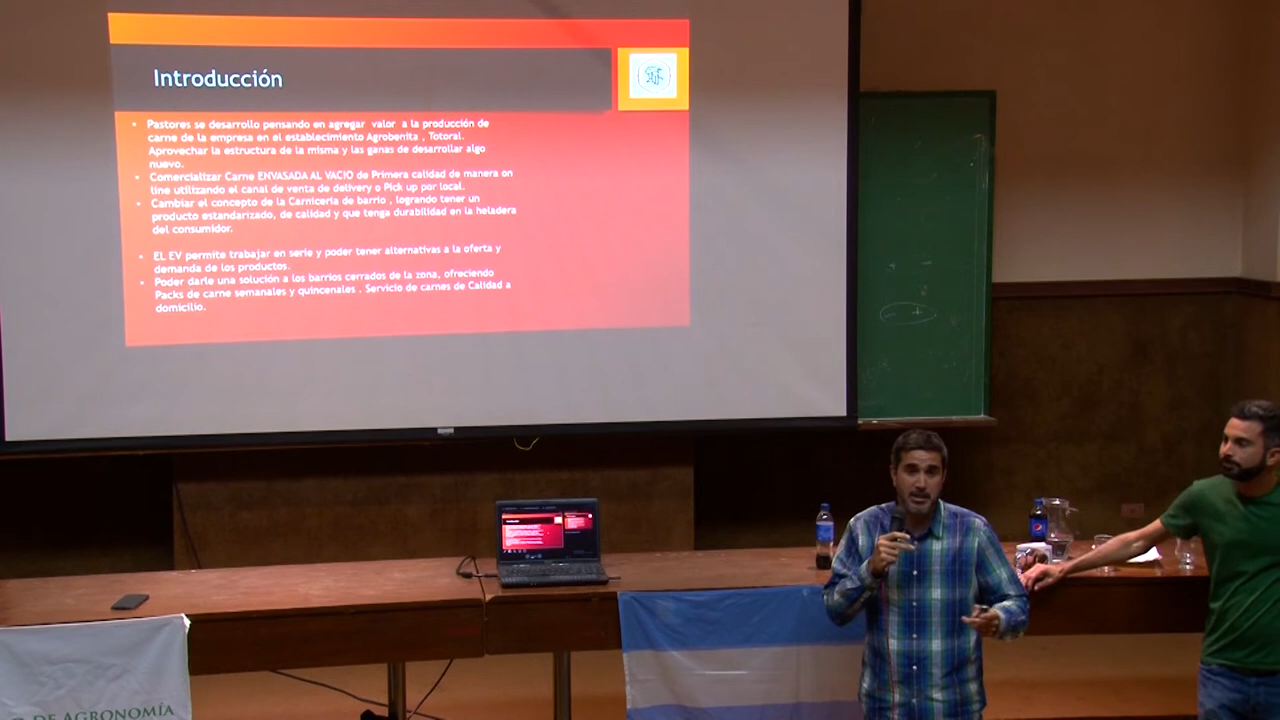 Introducción
• Pastores se desarrollo pensando en agregar valor a la producción de
carne de la empresa en el establecimiento Agrobenita , Totoral.
Aprovechar la estructura de la misma y las ganas de desarrollar algo
nuevo.
• Comercializar Carne ENVASADA AL VACIO de Primera calidad de manera on
line utilizando el canal de venta de delivery o Pick up por local.
• Cambiar el concepto de la Carnicería de barrio , logrando tener un
producto estandarizado, de calidad y que tenga durabilidad en la heladera
del consumidor.
• EL EV permite trabajar en serie y poder tener alternativas a la oferta y
demanda de los productos.
• Poder darle una solución a los barrios cerrados de la zona, ofreciendo
Packs de carne semanales y quincenales . Servicio de carnes de Calidad a
domicilio.
DE AGRONOMÍA